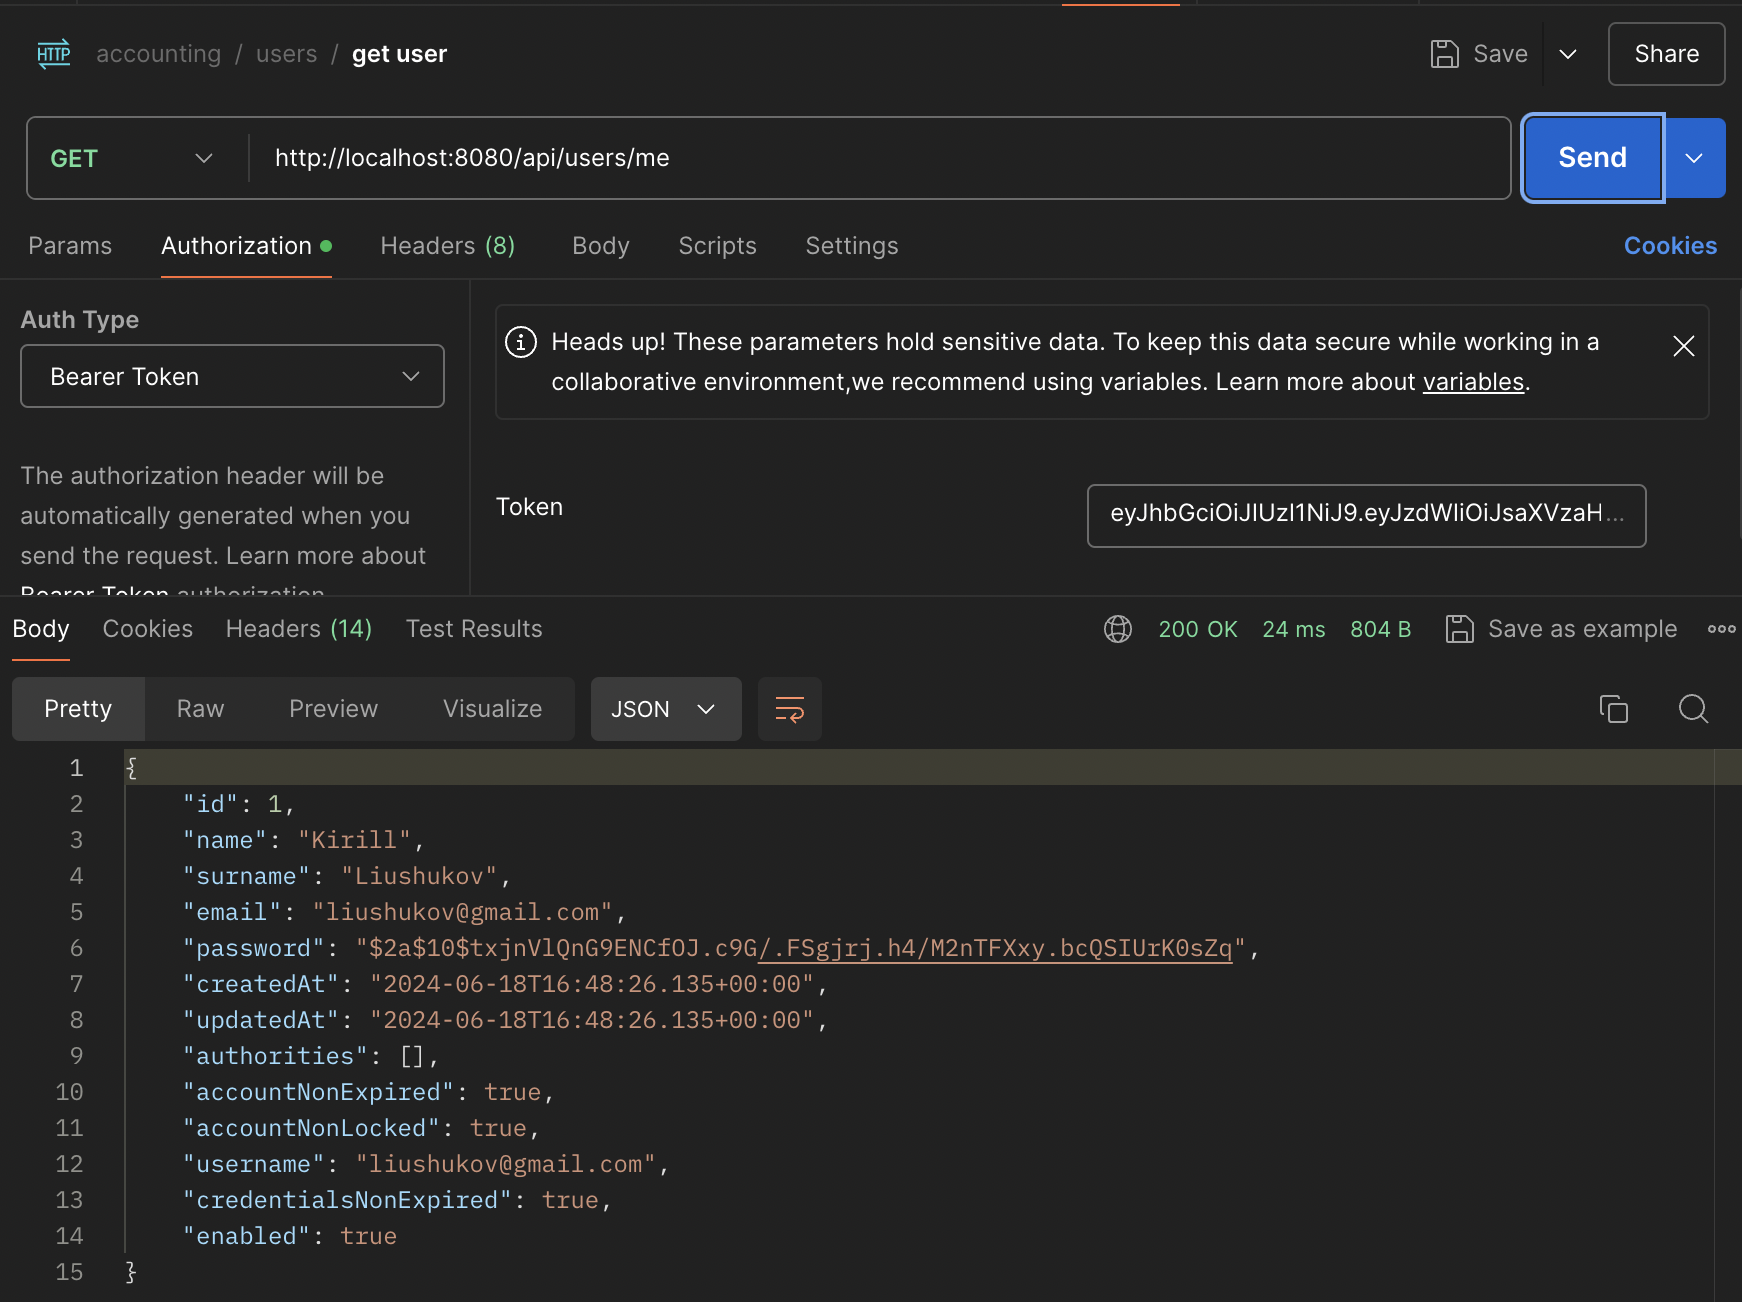 HTTP accounting / users / get user Save Share
GET http://localhost:8080/api/users/me Send
Params Authorization Headers (8) Body Scripts Settings Cookies
Auth Type
Bearer Token
The authorization header will be
automatically generated when you
send the request. Learn more about
Bearer Token authorization
Heads up! These parameters hold sensitive data. To keep this data secure while working in a
collaborative environment,we recommend using variables. Learn more about variables.
Token eyJhbGciOiJIUzI1NiJ9.eyJzdWIiOiJsaXVzaH...
Body Cookies Headers (14) Test Results 200 OK 24 ms 804 B Save as example
Pretty Raw Preview Visualize JSON
1 {
2 "id": 1,
3 "name": "Kirill",
4 "surname": "Liushukov",
5 "email": "liushukov@gmail.com",
6 "password": "$2a$10$txjnVlQnG9ENCfOJ.c9G/.FSgjrj.h4/M2nTFXxy.bcQSIUrK0sZq",
7 "createdAt": "2024-06-18T16:48:26.135+00:00",
8 "updatedAt": "2024-06-18T16:48:26.135+00:00",
9 "authorities": [],
10 "accountNonExpired": true,
11 "accountNonLocked": true,
12 "username": "liushukov@gmail.com",
13 "credentialsNonExpired": true,
14 "enabled": true
15 }